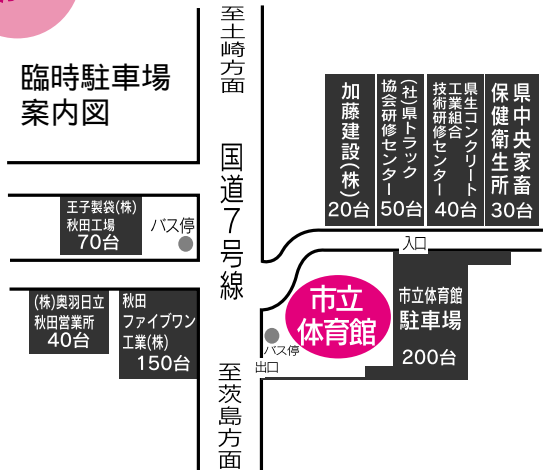 臨時駐車場
案内図
至土崎方面
国道7号線
至茨島方面
加藤建設(株)
20台
(社)県トラック
協会研修センター
50台
県生コンクリート
工業組合
技術研修センター
40台
県中央家畜
保健衛生所
30台
王子製袋(株)
秋田工場
70台
バス停
入口
(株)奥羽日立
秋田営業所
40台
秋田
ファイブワン
工業(株)
150台
市立
体育館
バス停
出口
市立体育館
駐車場
200台